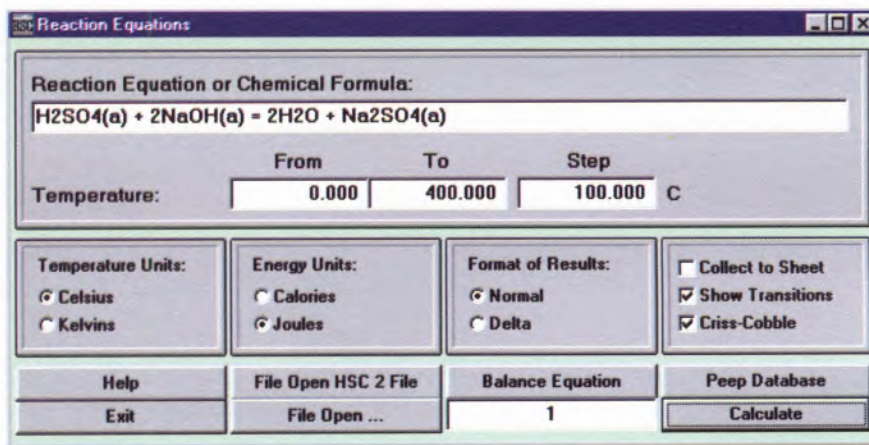 HSC Reaction Equations
Reaction Equation or Chemical Formula:
H2SO4(a) + 2NaOH(a) = 2H2O + Na2SO4(a)
From To Step
Temperature: 0.000 400.000 100.000 C
Temperature Units: Energy Units: Format of Results: Collect to Sheet
Celsius Calories Normal Show Transitions
Kelvins Joules Delta Criss-Cobble
Help File Open HSC 2 File Balance Equation Peep Database
Exit File Open ... 1 Calculate